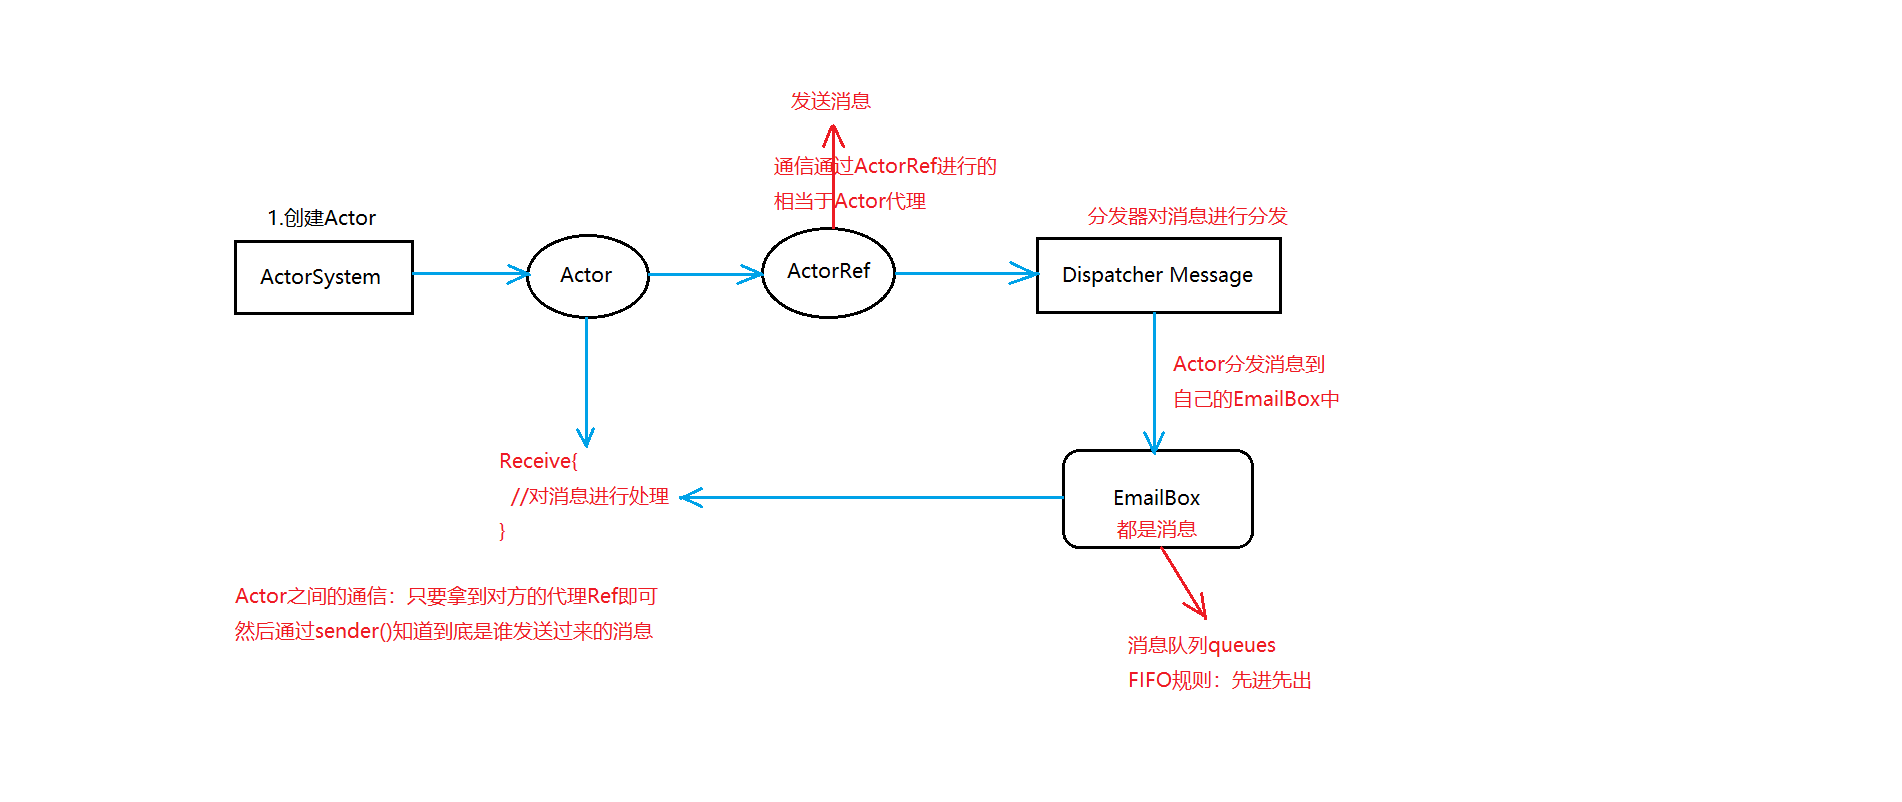 发送消息
通信通过ActorRef进行的
相当于Actor代理
1.创建Actor
分发器对消息进行分发
ActorSystem
Actor
ActorRef
Dispatcher Message
Actor分发消息到
自己的EmailBox中
Receive{
//对消息进行处理
}
EmailBox
都是消息
Actor之间的通信：只要拿到对方的代理Ref即可
然后通过sender()知道到底是谁发送过来的消息
消息队列queues
FIFO规则：先进先出